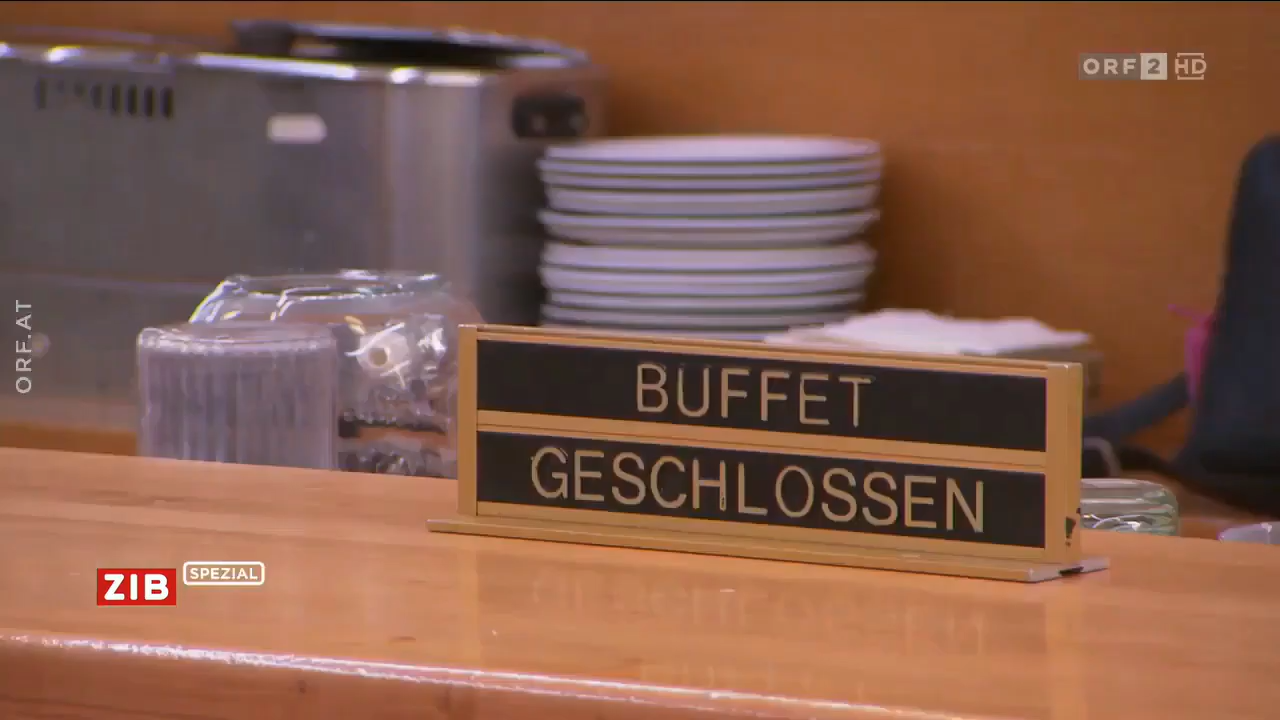 ORF 2 HD
ORF.AT
BUFFET
GESCHLOSSEN
ZIB SPEZIAL